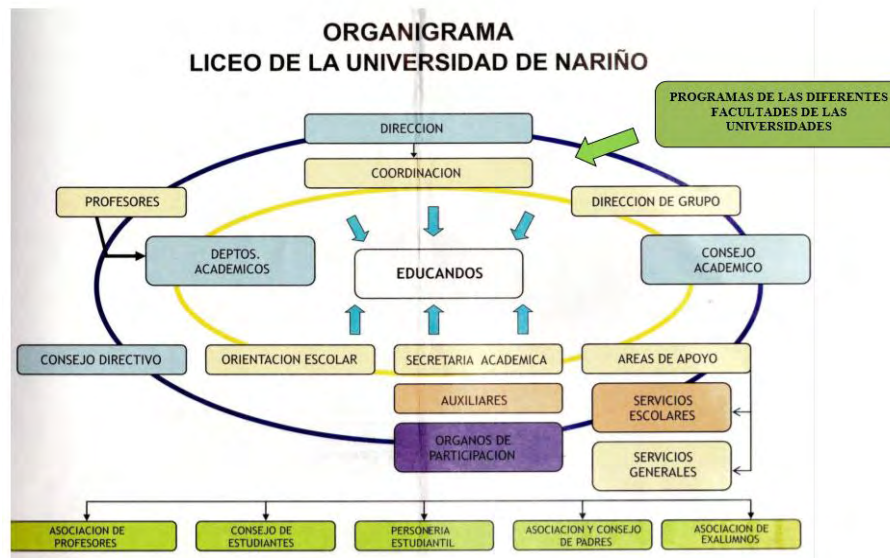 ORGANIGRAMA
LICEO DE LA UNIVERSIDAD DE NARIÑO
PROGRAMAS DE LAS DIFERENTES
FACULTADES DE LAS
UNIVERSIDADES
DIRECCION
COORDINACION
PROFESORES
DIRECCION DE GRUPO
DEPTOS.
ACADEMICOS
EDUCANDOS
CONSEJO
ACADEMICO
CONSEJO DIRECTIVO
ORIENTACION ESCOLAR
SECRETARIA ACADEMICA
AREAS DE APOYO
AUXILIARES
SERVICIOS
ESCOLARES
ORGANOS DE
PARTICIPACION
SERVICIOS
GENERALES
ASOCIACION DE
PROFESORES
CONSEJO DE
ESTUDIANTES
PERSONERIA
ESTUDIANTIL
ASOCIACION Y CONSEJO
DE PADRES
ASOCIACION DE
EXALUMNOS